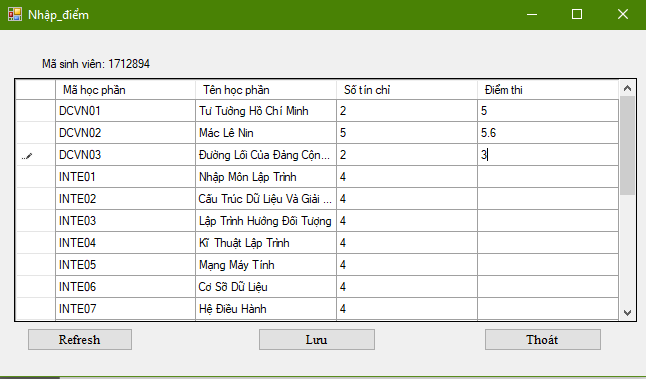 Nhập_điểm
Mã sinh viên: 1712894
Mã học phần Tên học phần Số tín chỉ Điểm thi
DCVN01 Tư Tưởng Hồ Chí Minh 2 5
DCVN02 Mác Lê Nin 5 5.6
DCVN03 Đường Lối Của Đảng Cộn... 2 3
INTE01 Nhập Môn Lập Trình 4
INTE02 Cấu Trúc Dữ Liệu Và Giải ... 4
INTE03 Lập Trình Hướng Đối Tượng 4
INTE04 Kĩ Thuật Lập Trình 4
INTE05 Mạng Máy Tính 4
INTE06 Cơ Sỡ Dữ Liệu 4
INTE07 Hệ Điều Hành 4
Refresh Lưu Thoát